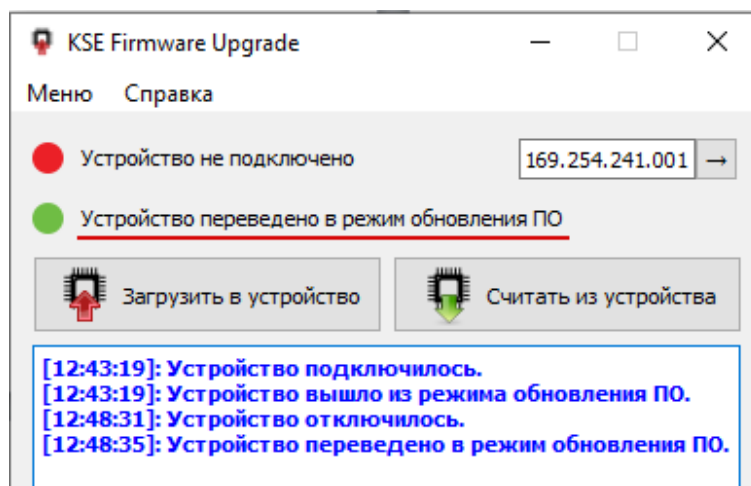 KSE Firmware Upgrade
Меню Справка
Устройство не подключено 169.254.241.001 →
Устройство переведено в режим обновления ПО
Загрузить в устройство Считать из устройства
[12:43:19]: Устройство подключилось.
[12:43:19]: Устройство вышло из режима обновления ПО.
[12:48:31]: Устройство отключилось.
[12:48:35]: Устройство переведено в режим обновления ПО.